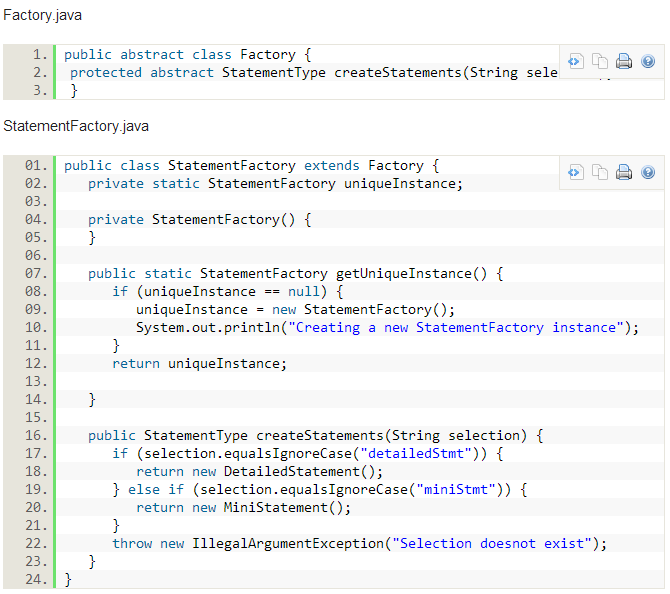 Factory.java
1. public abstract class Factory {
2. protected abstract StatementType createStatements(String sele
3. }
StatementFactory.java
01. public class StatementFactory extends Factory {
02. private static StatementFactory uniqueInstance;
03.
04. private StatementFactory() {
05. }
06.
07. public static StatementFactory getUniqueInstance() {
08. if (uniqueInstance == null) {
09. uniqueInstance = new StatementFactory();
10. System.out.println("Creating a new StatementFactory instance");
11. }
12. return uniqueInstance;
13.
14. }
15.
16. public StatementType createStatements(String selection) {
17. if (selection.equalsIgnoreCase("detailedStmt")) {
18. return new DetailedStatement();
19. } else if (selection.equalsIgnoreCase("miniStmt")) {
20. return new MiniStatement();
21. }
22. throw new IllegalArgumentException("Selection doesnot exist");
23. }
24. }